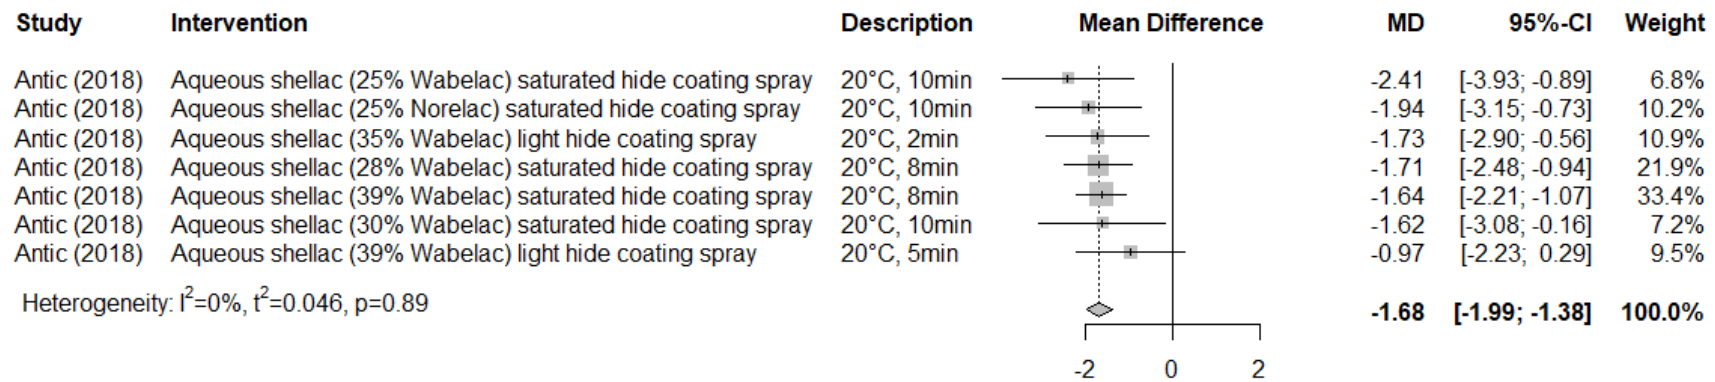 Study Intervention Description Mean Difference MD 95%-CI Weight
Antic (2018) Aqueous shellac (25% Wabelac) saturated hide coating spray 20°C, 10min -2.41 [-3.93; -0.89] 6.8%
Antic (2018) Aqueous shellac (25% Norelac) saturated hide coating spray 20°C, 10min -1.94 [-3.15; -0.73] 10.2%
Antic (2018) Aqueous shellac (35% Wabelac) light hide coating spray 20°C, 2min -1.73 [-2.90; -0.56] 10.9%
Antic (2018) Aqueous shellac (28% Wabelac) saturated hide coating spray 20°C, 8min -1.71 [-2.48; -0.94] 21.9%
Antic (2018) Aqueous shellac (39% Wabelac) saturated hide coating spray 20°C, 8min -1.64 [-2.21; -1.07] 33.4%
Antic (2018) Aqueous shellac (30% Wabelac) saturated hide coating spray 20°C, 10min -1.62 [-3.08; -0.16] 7.2%
Antic (2018) Aqueous shellac (39% Wabelac) light hide coating spray 20°C, 5min -0.97 [-2.23; 0.29] 9.5%
Heterogeneity: I²=0%, t²=0.046, p=0.89 -1.68 [-1.99; -1.38] 100.0%
-2 0 2